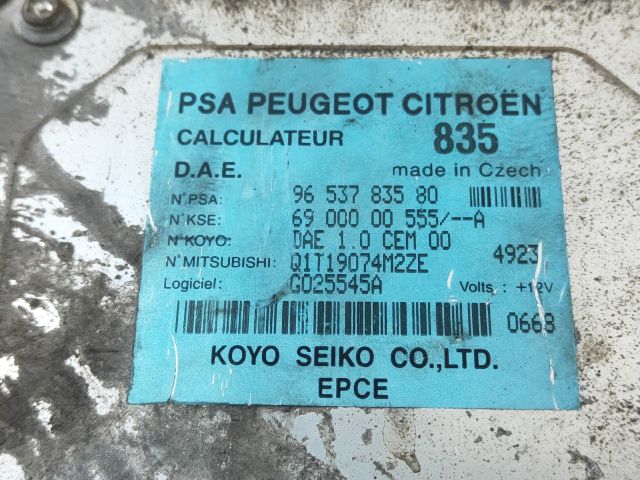 PSA PEUGEOT CITROËN
CALCULATEUR 835
D.A.E. made in Czech
N°PSA: 96 537 835 80
N°KSE: 69 000 00 555/--A
N°KOYO: DAE 1.0 CEM 00
N°MITSUBISHI: Q1T19074M2ZE 4923
Logiciel: G025545A Volts : +12V
0668
KOYO SEIKO CO.,LTD.
EPCE